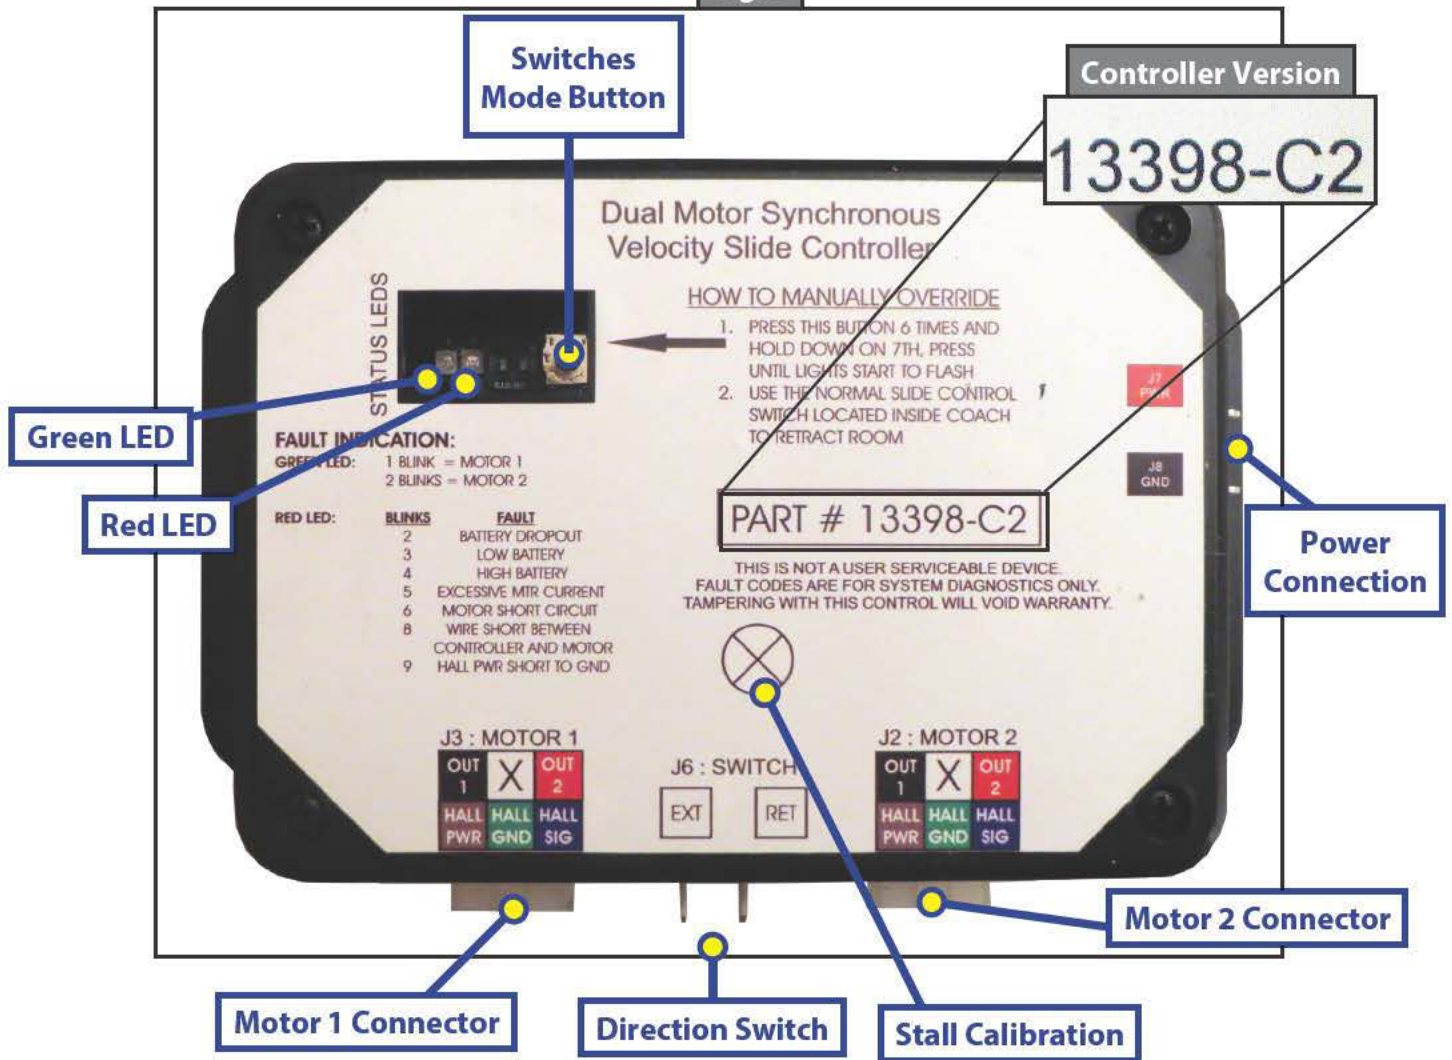 Switches
Mode Button
Controller Version
13398-C2
Dual Motor Synchronous
Velocity Slide Controller
STATUS LEDS
HOW TO MANUALLY OVERRIDE
1. PRESS THIS BUTTON 6 TIMES AND
HOLD DOWN ON 7TH, PRESS
UNTIL LIGHTS START TO FLASH
2. USE THE NORMAL SLIDE CONTROL
SWITCH LOCATED INSIDE COACH
TO RETRACT ROOM
J7
PWR
J8
GND
Green LED
Red LED
FAULT INDICATION:
GREEN LED: 1 BLINK = MOTOR 1
2 BLINKS = MOTOR 2
RED LED: BLINKS FAULT
2 BATTERY DROPOUT
3 LOW BATTERY
4 HIGH BATTERY
5 EXCESSIVE MTR CURRENT
6 MOTOR SHORT CIRCUIT
8 WIRE SHORT BETWEEN
CONTROLLER AND MOTOR
9 HALL PWR SHORT TO GND
PART # 13398-C2
THIS IS NOT A USER SERVICEABLE DEVICE.
FAULT CODES ARE FOR SYSTEM DIAGNOSTICS ONLY.
TAMPERING WITH THIS CONTROL WILL VOID WARRANTY.
Power
Connection
J3 : MOTOR 1
OUT 1 X OUT 2
HALL PWR HALL GND HALL SIG
J6 : SWITCH
EXT RET
J2 : MOTOR 2
OUT 1 X OUT 2
HALL PWR HALL GND HALL SIG
Motor 1 Connector
Direction Switch
Stall Calibration
Motor 2 Connector